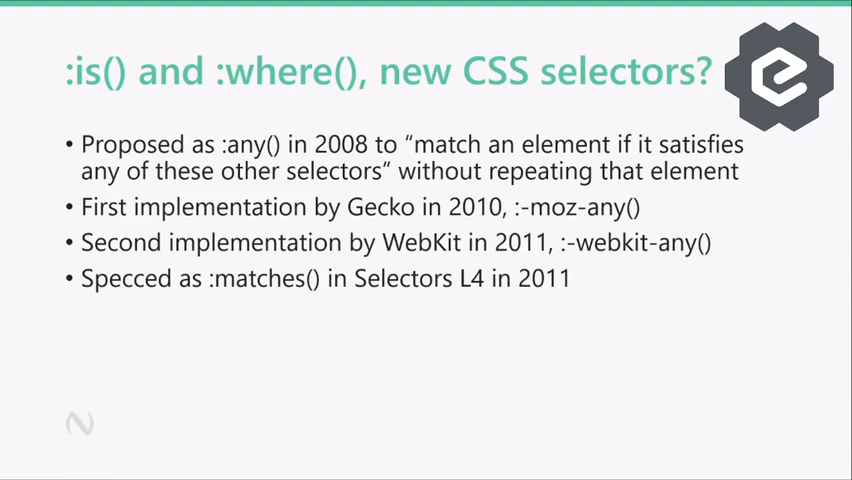 :is() and :where(), new CSS selectors?
• Proposed as :any() in 2008 to “match an element if it satisfies
any of these other selectors” without repeating that element
• First implementation by Gecko in 2010, :-moz-any()
• Second implementation by WebKit in 2011, :-webkit-any()
• Specced as :matches() in Selectors L4 in 2011